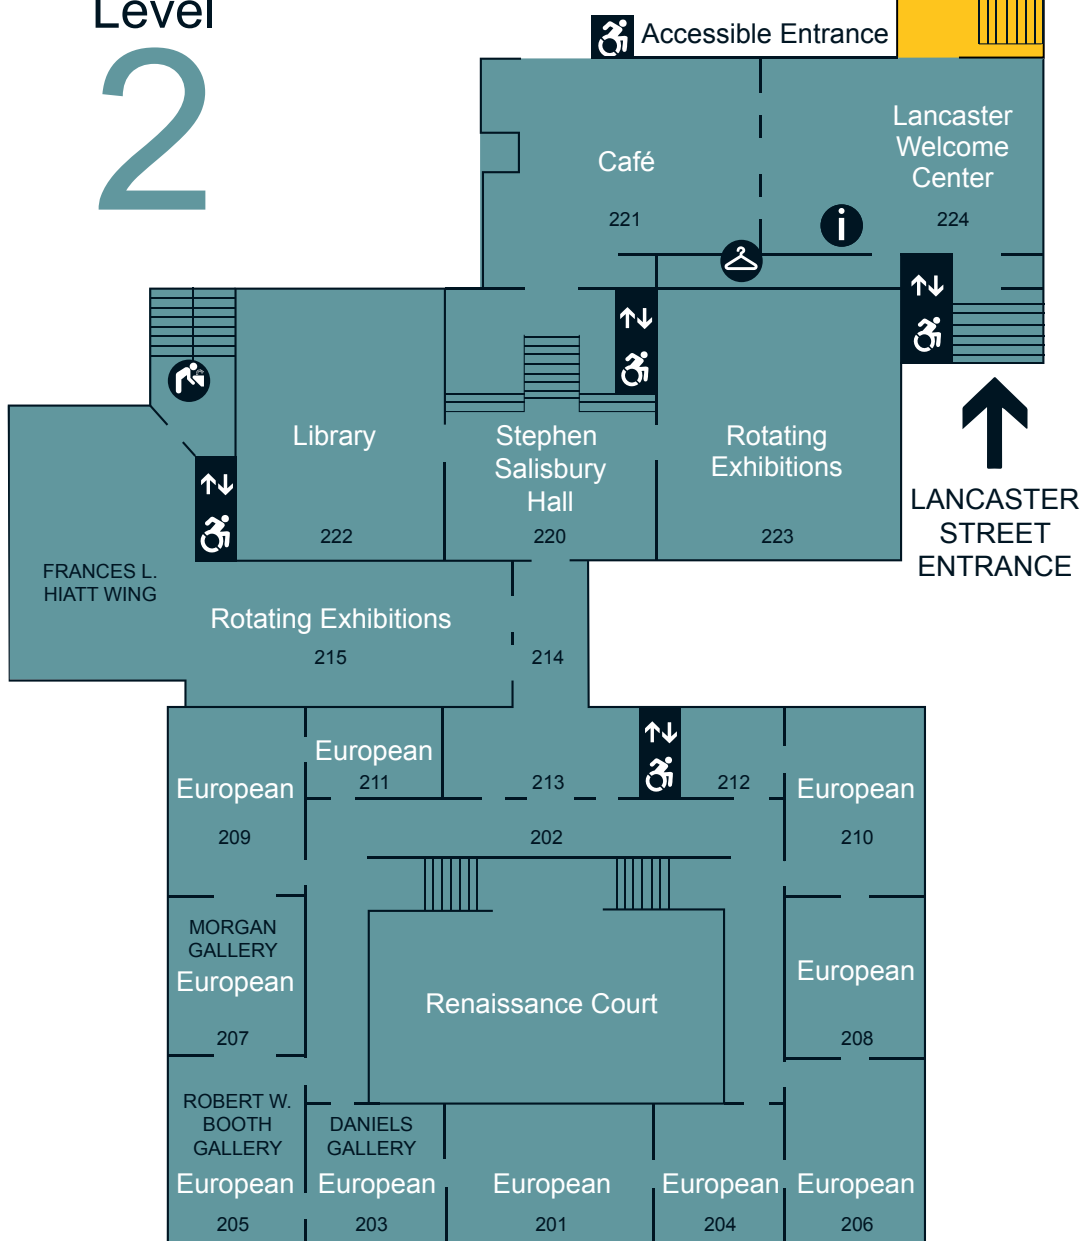 Level
2
Accessible Entrance
Lancaster
Welcome
Center
224
Café
221
i
Library
222
Stephen
Salisbury
Hall
220
Rotating
Exhibitions
223
LANCASTER
STREET
ENTRANCE
FRANCES L.
HIATT WING
Rotating Exhibitions
215
214
European
209
European
211
213
212
European
210
202
MORGAN
GALLERY
European
207
Renaissance Court
European
208
ROBERT W.
BOOTH
GALLERY
European
205
DANIELS
GALLERY
European
203
European
201
European
204
European
206